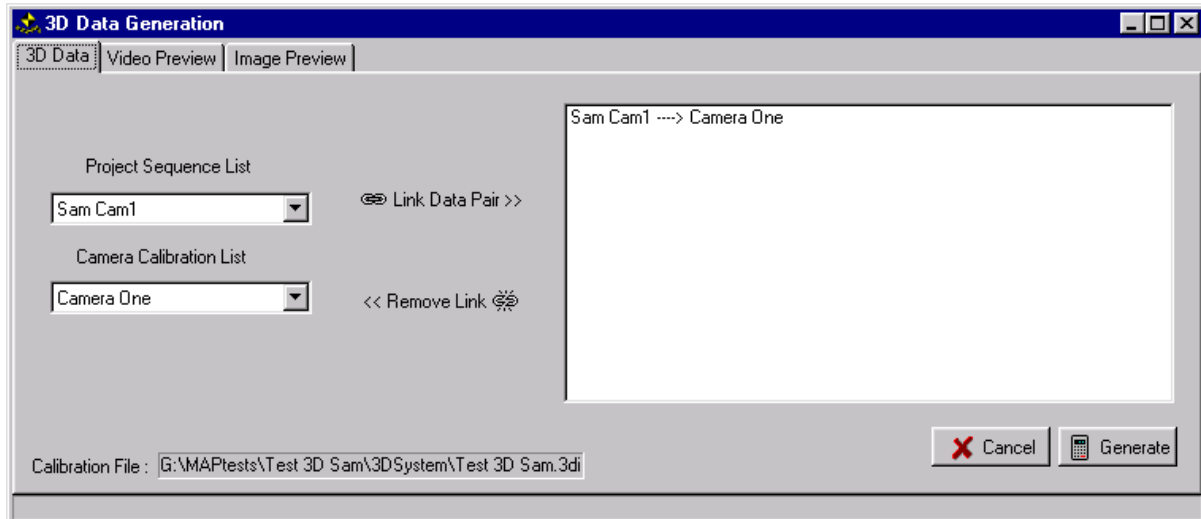 3D Data Generation
3D Data Video Preview Image Preview
Sam Cam1 ----> Camera One
Project Sequence List
Sam Cam1
Link Data Pair >>
Camera Calibration List
Camera One
<< Remove Link
Cancel
Generate
Calibration File : G:\MAPtests\Test 3D Sam\3DSystem\Test 3D Sam.3di